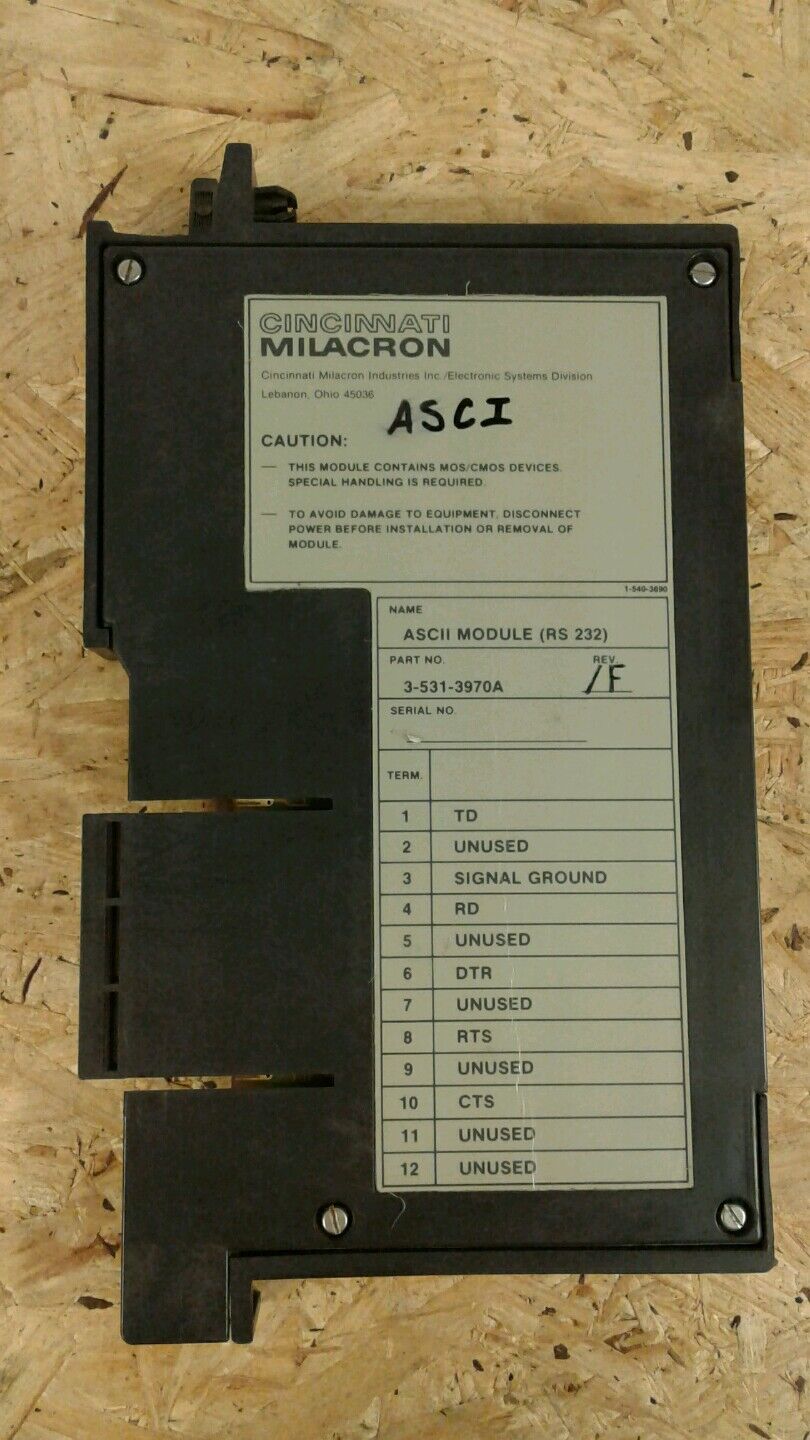 CINCINNATI
MILACRON
Cincinnati Milacron Industries Inc./Electronic Systems Division
Lebanon, Ohio 45036
ASCI
CAUTION:
— THIS MODULE CONTAINS MOS/CMOS DEVICES.
SPECIAL HANDLING IS REQUIRED.
— TO AVOID DAMAGE TO EQUIPMENT, DISCONNECT
POWER BEFORE INSTALLATION OR REMOVAL OF
MODULE.
1-540-3690
NAME
ASCII MODULE (RS 232)
PART NO. REV.
3-531-3970A /F
SERIAL NO.
TERM.
1 TD
2 UNUSED
3 SIGNAL GROUND
4 RD
5 UNUSED
6 DTR
7 UNUSED
8 RTS
9 UNUSED
10 CTS
11 UNUSED
12 UNUSED